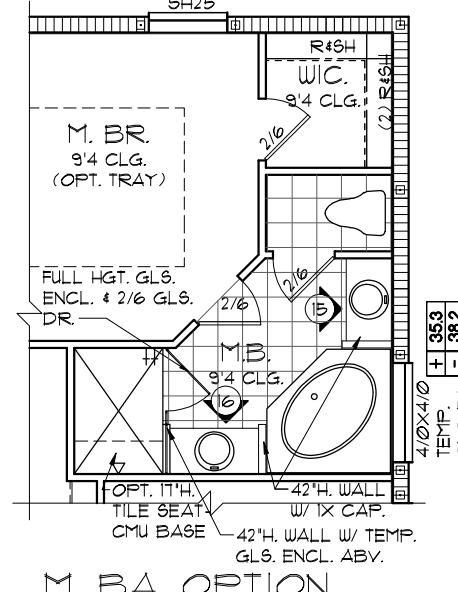 SH25
R&SH
W.I.C.
9'4 CLG.
(2) R&SH
2/6
M. BR.
9'4 CLG.
(OPT. TRAY)
2/6
FULL HGT. GLS.
ENCL. & 2/6 GLS.
DR.
2/6
15
M.B.
9'4 CLG.
16
+ 35.3
- 38.2
4/0X4/0
TEMP.
OPT. 17"H.
TILE SEAT-
CMU BASE
42"H. WALL
W/ 1X CAP.
42"H. WALL W/ TEMP.
GLS. ENCL. ABV.
M. BA. OPTION